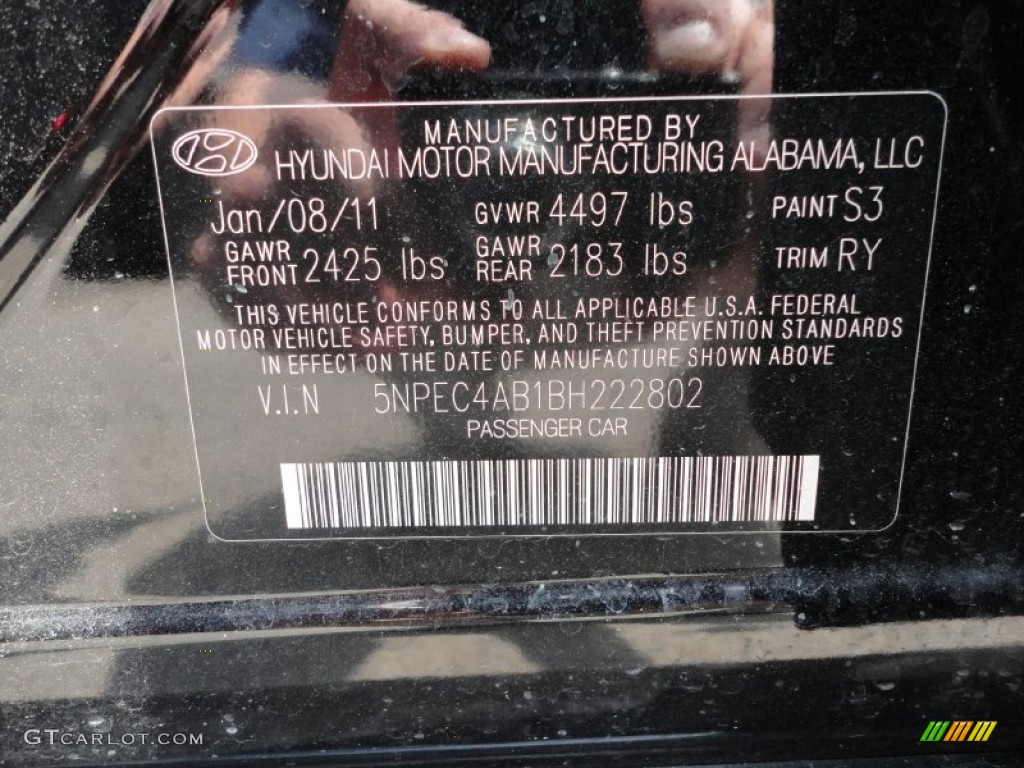 MANUFACTURED BY
HYUNDAI MOTOR MANUFACTURING ALABAMA, LLC
Jan/08/11 GVWR 4497 lbs PAINT S3
GAWR FRONT 2425 lbs GAWR REAR 2183 lbs TRIM RY
THIS VEHICLE CONFORMS TO ALL APPLICABLE U.S.A. FEDERAL
MOTOR VEHICLE SAFETY, BUMPER, AND THEFT PREVENTION STANDARDS
IN EFFECT ON THE DATE OF MANUFACTURE SHOWN ABOVE
V.I.N 5NPEC4AB1BH222802
PASSENGER CAR
GTCARLOT.COM